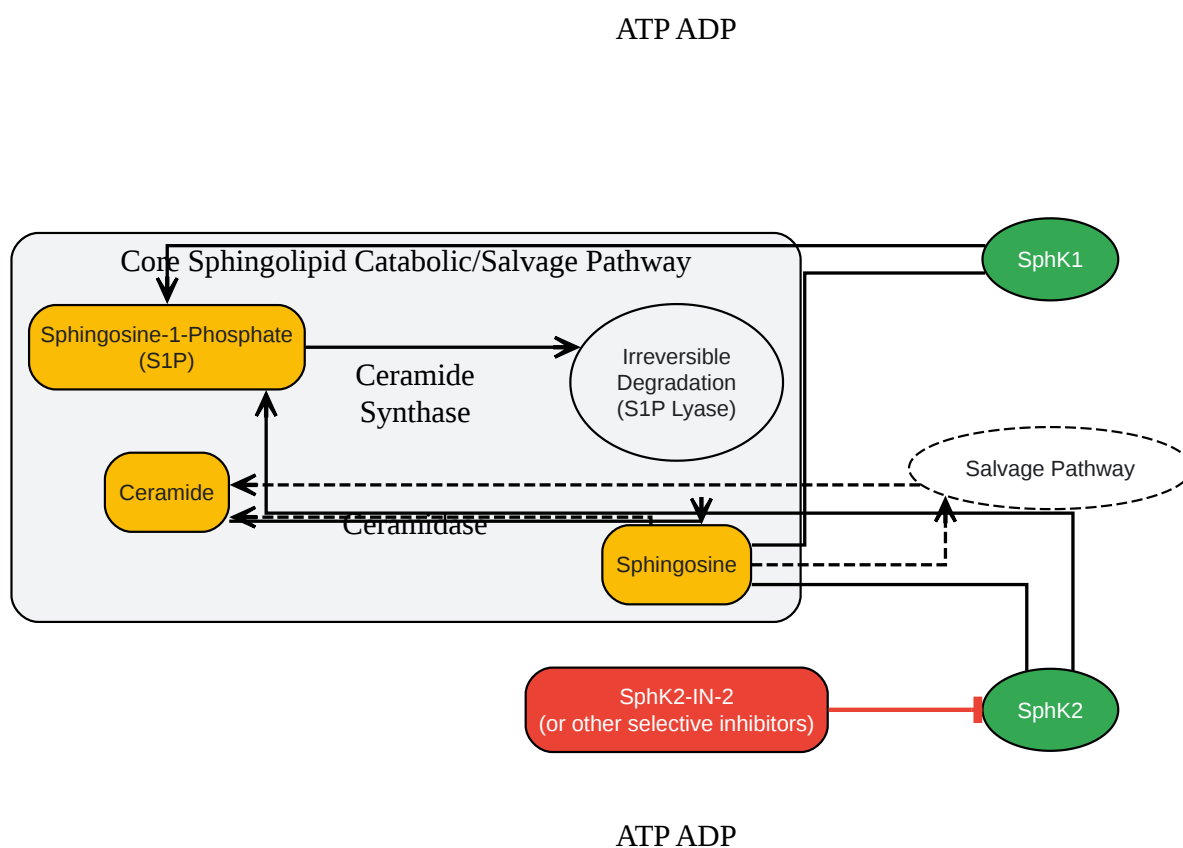 ATP ADP
Core Sphingolipid Catabolic/Salvage Pathway
SphK1
Sphingosine-1-Phosphate
(S1P)
Irreversible
Degradation
(S1P Lyase)
Ceramide
Synthase
Salvage Pathway
Ceramide
Ceramidase
Sphingosine
SphK2-IN-2
(or other selective inhibitors)
SphK2
ATP ADP